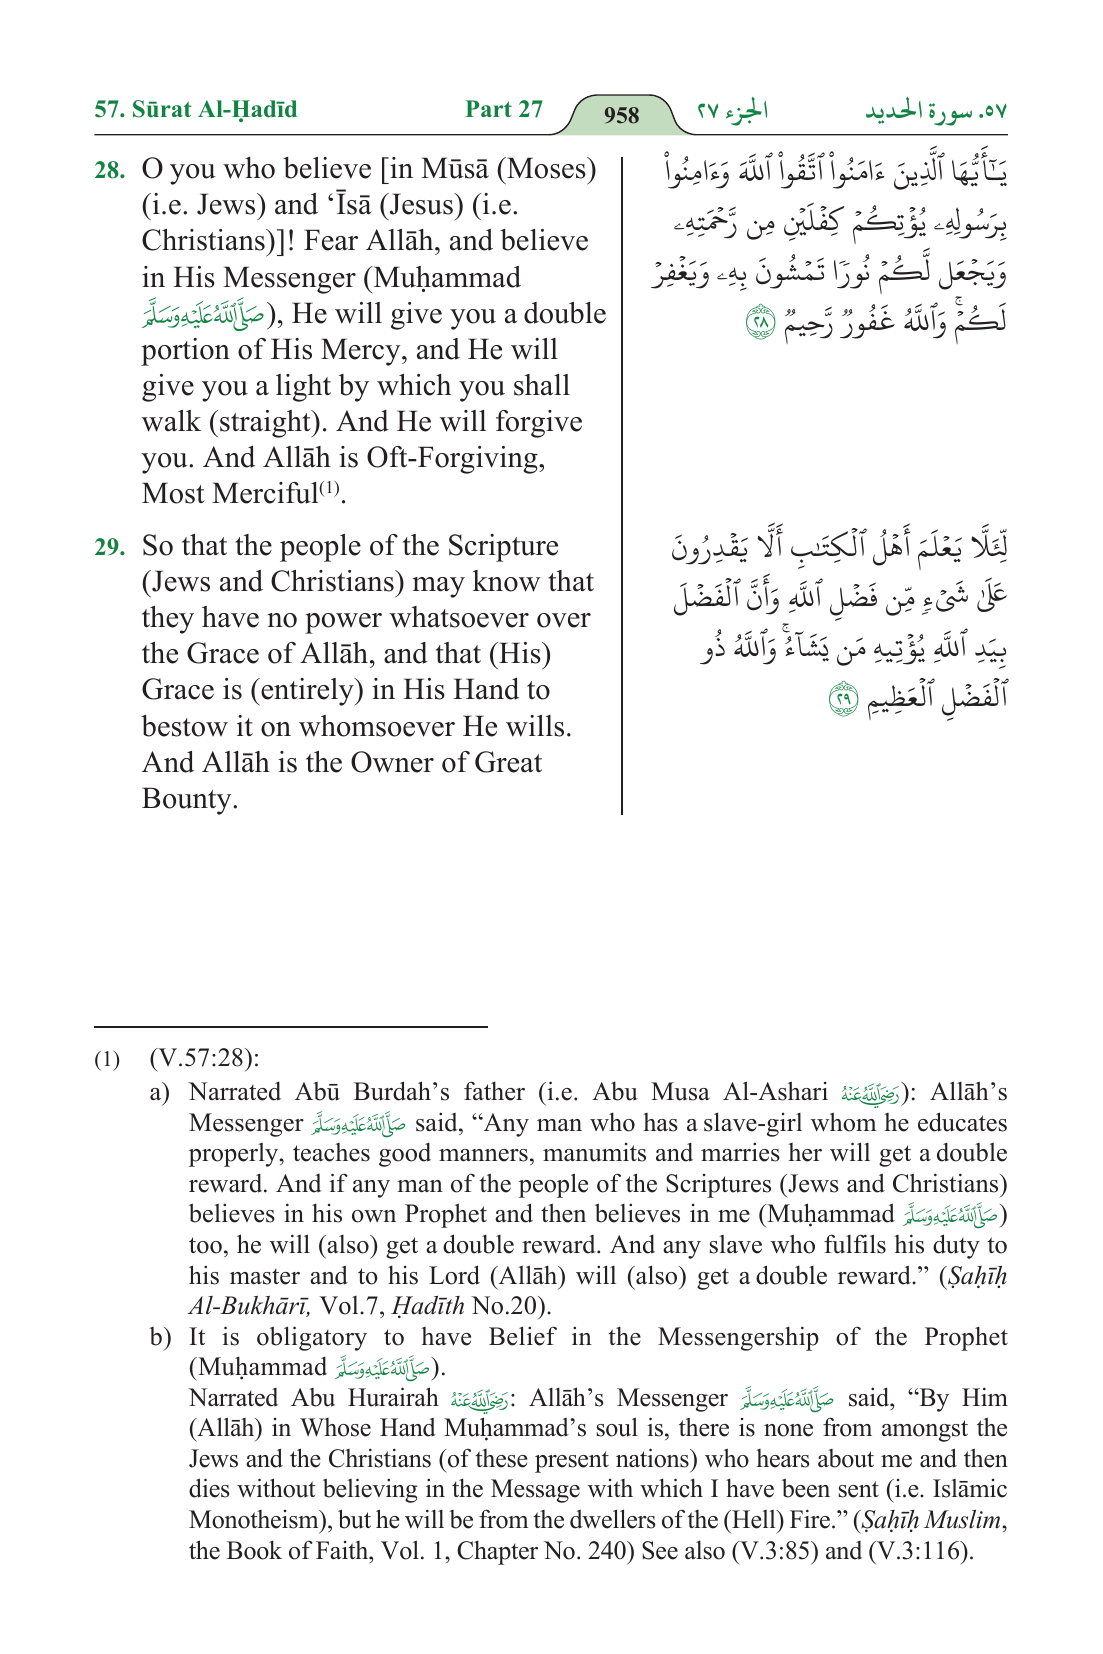 57. Sūrat Al-Ḥadīd Part 27 958 الجزء ٢٧ ٥٧. سورة الحديد
28. O you who believe [in Mūsā (Moses)
(i.e. Jews) and ‘Īsā (Jesus) (i.e.
Christians)]! Fear Allāh, and believe
in His Messenger (Muḥammad
صَلَّى اللَّهُ عَلَيْهِ وَسَلَّمَ), He will give you a double
portion of His Mercy, and He will
give you a light by which you shall
walk (straight). And He will forgive
you. And Allāh is Oft-Forgiving,
Most Merciful(1).
يَـٰٓأَيُّهَا ٱلَّذِينَ ءَامَنُواْ ٱتَّقُواْ ٱللَّهَ وَءَامِنُواْ
بِرَسُولِهِۦ يُؤۡتِكُمۡ كِفۡلَيۡنِ مِن رَّحۡمَتِهِۦ
وَيَجۡعَل لَّكُمۡ نُورٗا تَمۡشُونَ بِهِۦ وَيَغۡفِرۡ
لَكُمۡۚ وَٱللَّهُ غَفُورٞ رَّحِيمٞ ٢٨
29. So that the people of the Scripture
(Jews and Christians) may know that
they have no power whatsoever over
the Grace of Allāh, and that (His)
Grace is (entirely) in His Hand to
bestow it on whomsoever He wills.
And Allāh is the Owner of Great
Bounty.
لِّئَلَّا يَعۡلَمَ أَهۡلُ ٱلۡكِتَٰبِ أَلَّا يَقۡدِرُونَ
عَلَىٰ شَيۡءٖ مِّن فَضۡلِ ٱللَّهِ وَأَنَّ ٱلۡفَضۡلَ
بِيَدِ ٱللَّهِ يُؤۡتِيهِ مَن يَشَآءُۚ وَٱللَّهُ ذُو
ٱلۡفَضۡلِ ٱلۡعَظِيمِ ٢٩
(1) (V.57:28):
a) Narrated Abū Burdah’s father (i.e. Abu Musa Al-Ashari رَضِيَ اللَّهُ عَنْهُ): Allāh’s
Messenger صَلَّى اللَّهُ عَلَيْهِ وَسَلَّمَ said, “Any man who has a slave-girl whom he educates
properly, teaches good manners, manumits and marries her will get a double
reward. And if any man of the people of the Scriptures (Jews and Christians)
believes in his own Prophet and then believes in me (Muḥammad صَلَّى اللَّهُ عَلَيْهِ وَسَلَّمَ)
too, he will (also) get a double reward. And any slave who fulfils his duty to
his master and to his Lord (Allāh) will (also) get a double reward.” (Ṣaḥīḥ
Al-Bukhārī, Vol.7, Ḥadīth No.20).
b) It is obligatory to have Belief in the Messengership of the Prophet
(Muḥammad صَلَّى اللَّهُ عَلَيْهِ وَسَلَّمَ).
Narrated Abu Hurairah رَضِيَ اللَّهُ عَنْهُ: Allāh’s Messenger صَلَّى اللَّهُ عَلَيْهِ وَسَلَّمَ said, “By Him
(Allāh) in Whose Hand Muḥammad’s soul is, there is none from amongst the
Jews and the Christians (of these present nations) who hears about me and then
dies without believing in the Message with which I have been sent (i.e. Islāmic
Monotheism), but he will be from the dwellers of the (Hell) Fire.” (Ṣaḥīḥ Muslim,
the Book of Faith, Vol. 1, Chapter No. 240) See also (V.3:85) and (V.3:116).